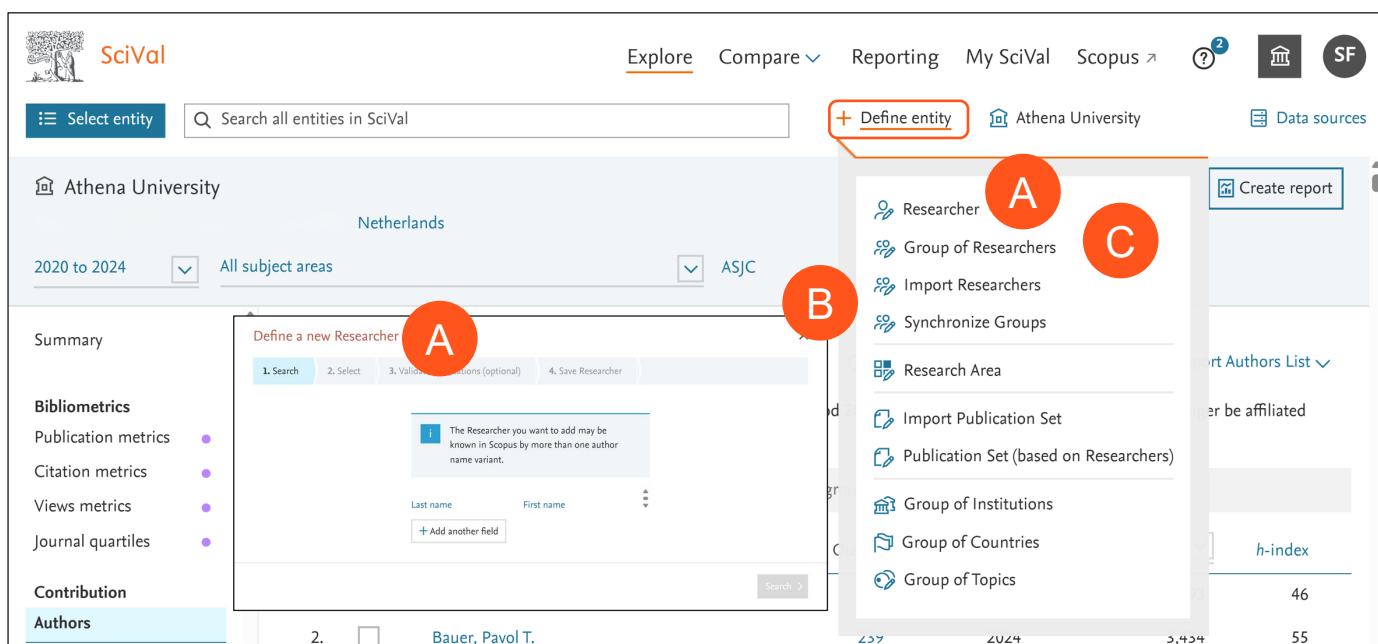 SciVal
Explore Compare Reporting My SciVal Scopus ? 2 SF
Select entity Search all entities in SciVal + Define entity Athena University Data sources
Athena University
Create report
Netherlands
2020 to 2024 All subject areas ASJC
Researcher A
Group of Researchers C
Import Researchers
B
Synchronize Groups
Research Area
Import Publication Set
Publication Set (based on Researchers)
Group of Institutions
Group of Countries
Group of Topics
Summary
Bibliometrics
Publication metrics
Citation metrics
Views metrics
Journal quartiles
Contribution
Authors
Define a new Researcher A
1. Search 2. Select 3. 4. Save Researcher
(optional)
i The Researcher you want to add may be
known in Scopus by more than one author
name variant.
Last name First name
+ Add another field
Search >
Authors List
be affiliated
h-index
46
2. Bauer, Pavol T. 239 2024 3,434 55